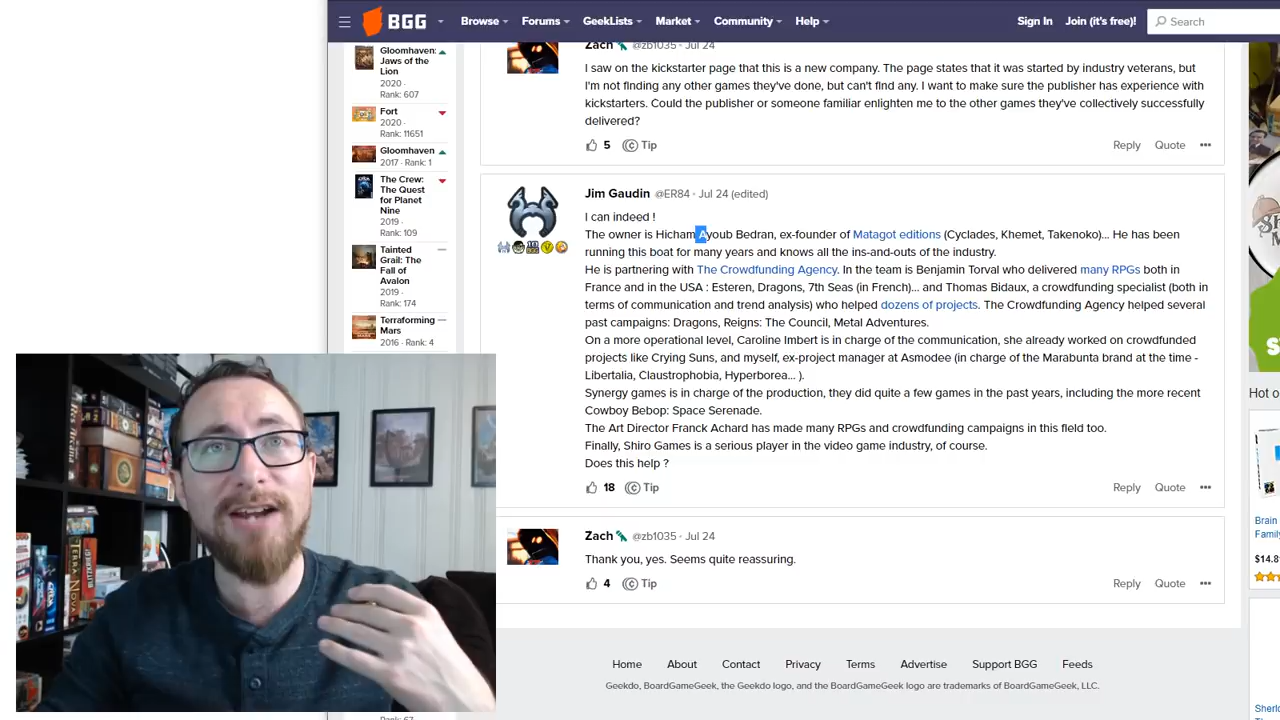 BGG
Browse
Forums
GeekLists
Market
Community
Help
Sign In
Join (it's free!)
Search
Gloomhaven:
Jaws of the
Lion
2020 ·
Rank: 607
Fort
2020 ·
Rank: 11651
Gloomhaven
2017 · Rank: 1
The Crew:
The Quest
for Planet
Nine
2019 ·
Rank: 109
Tainted
Grail: The
Fall of
Avalon
2019 ·
Rank: 174
Terraforming
Mars
2016 · Rank: 4
Zach @zb1035 · Jul 24
I saw on the kickstarter page that this is a new company. The page states that it was started by industry veterans, but
I'm not finding any other games they've done, but can't find any. I want to make sure the publisher has experience with
kickstarters. Could the publisher or someone familiar enlighten me to the other games they've collectively successfully
delivered?
5 Tip
Reply Quote
Jim Gaudin @ER84 · Jul 24 (edited)
I can indeed !
The owner is Hicham Ayoub Bedran, ex-founder of Matagot editions (Cyclades, Khemet, Takenoko... He has been
running this boat for many years and knows all the ins-and-outs of the industry.
He is partnering with The Crowdfunding Agency. In the team is Benjamin Torval who delivered many RPGs both in
France and in the USA : Esteren, Dragons, 7th Seas (in French)... and Thomas Bidaux, a crowdfunding specialist (both in
terms of communication and trend analysis) who helped dozens of projects. The Crowdfunding Agency helped several
past campaigns: Dragons, Reigns: The Council, Metal Adventures.
On a more operational level, Caroline Imbert is in charge of the communication, she already worked on crowdfunded
projects like Crying Suns, and myself, ex-project manager at Asmodee (in charge of the Marabunta brand at the time -
Libertalia, Claustrophobia, Hyperborea... ).
Synergy games is in charge of the production, they did quite a few games in the past years, including the more recent
Cowboy Bebop: Space Serenade.
The Art Director Franck Achard has made many RPGs and crowdfunding campaigns in this field too.
Finally, Shiro Games is a serious player in the video game industry, of course.
Does this help ?
18 Tip
Reply Quote
Zach @zb1035 · Jul 24
Thank you, yes. Seems quite reassuring.
4 Tip
Reply Quote
Home
About
Contact
Privacy
Terms
Advertise
Support BGG
Feeds
Geekdo, BoardGameGeek, the Geekdo logo, and the BoardGameGeek logo are trademarks of BoardGameGeek, LLC.
Hot o
Brain
Family
$14.8
Sherlo
TERRA NOVA
BLITZKRIEG